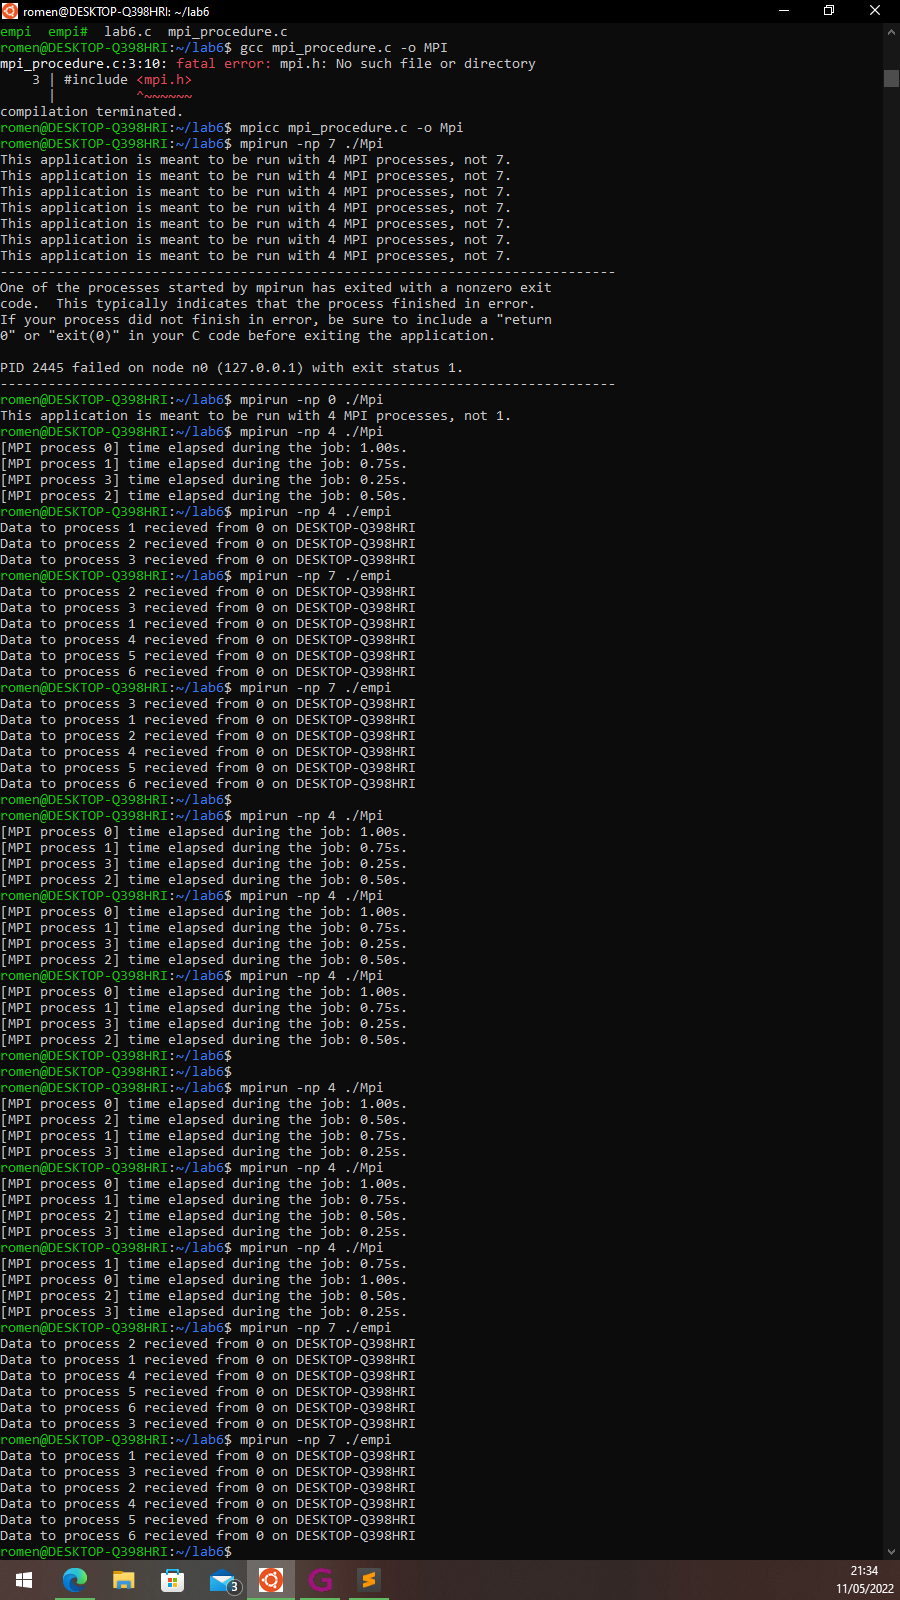 romen@DESKTOP-Q398HRI: ~/lab6
empi  empi#  lab6.c  mpi_procedure.c
romen@DESKTOP-Q398HRI:~/lab6$ gcc mpi_procedure.c -o MPI
mpi_procedure.c:3:10: fatal error: mpi.h: No such file or directory
    3 | #include <mpi.h>
      |          ^~~~~~~
compilation terminated.
romen@DESKTOP-Q398HRI:~/lab6$ mpicc mpi_procedure.c -o Mpi
romen@DESKTOP-Q398HRI:~/lab6$ mpirun -np 7 ./Mpi
This application is meant to be run with 4 MPI processes, not 7.
This application is meant to be run with 4 MPI processes, not 7.
This application is meant to be run with 4 MPI processes, not 7.
This application is meant to be run with 4 MPI processes, not 7.
This application is meant to be run with 4 MPI processes, not 7.
This application is meant to be run with 4 MPI processes, not 7.
This application is meant to be run with 4 MPI processes, not 7.
-----------------------------------------------------------------------------
One of the processes started by mpirun has exited with a nonzero exit
code.  This typically indicates that the process finished in error.
If your process did not finish in error, be sure to include a "return
0" or "exit(0)" in your C code before exiting the application.

PID 2445 failed on node n0 (127.0.0.1) with exit status 1.
-----------------------------------------------------------------------------
romen@DESKTOP-Q398HRI:~/lab6$ mpirun -np 0 ./Mpi
This application is meant to be run with 4 MPI processes, not 1.
romen@DESKTOP-Q398HRI:~/lab6$ mpirun -np 4 ./Mpi
[MPI process 0] time elapsed during the job: 1.00s.
[MPI process 1] time elapsed during the job: 0.75s.
[MPI process 3] time elapsed during the job: 0.25s.
[MPI process 2] time elapsed during the job: 0.50s.
romen@DESKTOP-Q398HRI:~/lab6$ mpirun -np 4 ./empi
Data to process 1 recieved from 0 on DESKTOP-Q398HRI
Data to process 2 recieved from 0 on DESKTOP-Q398HRI
Data to process 3 recieved from 0 on DESKTOP-Q398HRI
romen@DESKTOP-Q398HRI:~/lab6$ mpirun -np 7 ./empi
Data to process 2 recieved from 0 on DESKTOP-Q398HRI
Data to process 3 recieved from 0 on DESKTOP-Q398HRI
Data to process 1 recieved from 0 on DESKTOP-Q398HRI
Data to process 4 recieved from 0 on DESKTOP-Q398HRI
Data to process 5 recieved from 0 on DESKTOP-Q398HRI
Data to process 6 recieved from 0 on DESKTOP-Q398HRI
romen@DESKTOP-Q398HRI:~/lab6$ mpirun -np 7 ./empi
Data to process 3 recieved from 0 on DESKTOP-Q398HRI
Data to process 1 recieved from 0 on DESKTOP-Q398HRI
Data to process 2 recieved from 0 on DESKTOP-Q398HRI
Data to process 4 recieved from 0 on DESKTOP-Q398HRI
Data to process 5 recieved from 0 on DESKTOP-Q398HRI
Data to process 6 recieved from 0 on DESKTOP-Q398HRI
romen@DESKTOP-Q398HRI:~/lab6$
romen@DESKTOP-Q398HRI:~/lab6$ mpirun -np 4 ./Mpi
[MPI process 0] time elapsed during the job: 1.00s.
[MPI process 1] time elapsed during the job: 0.75s.
[MPI process 3] time elapsed during the job: 0.25s.
[MPI process 2] time elapsed during the job: 0.50s.
romen@DESKTOP-Q398HRI:~/lab6$ mpirun -np 4 ./Mpi
[MPI process 0] time elapsed during the job: 1.00s.
[MPI process 1] time elapsed during the job: 0.75s.
[MPI process 3] time elapsed during the job: 0.25s.
[MPI process 2] time elapsed during the job: 0.50s.
romen@DESKTOP-Q398HRI:~/lab6$ mpirun -np 4 ./Mpi
[MPI process 0] time elapsed during the job: 1.00s.
[MPI process 1] time elapsed during the job: 0.75s.
[MPI process 3] time elapsed during the job: 0.25s.
[MPI process 2] time elapsed during the job: 0.50s.
romen@DESKTOP-Q398HRI:~/lab6$
romen@DESKTOP-Q398HRI:~/lab6$
romen@DESKTOP-Q398HRI:~/lab6$ mpirun -np 4 ./Mpi
[MPI process 0] time elapsed during the job: 1.00s.
[MPI process 2] time elapsed during the job: 0.50s.
[MPI process 1] time elapsed during the job: 0.75s.
[MPI process 3] time elapsed during the job: 0.25s.
romen@DESKTOP-Q398HRI:~/lab6$ mpirun -np 4 ./Mpi
[MPI process 0] time elapsed during the job: 1.00s.
[MPI process 1] time elapsed during the job: 0.75s.
[MPI process 2] time elapsed during the job: 0.50s.
[MPI process 3] time elapsed during the job: 0.25s.
romen@DESKTOP-Q398HRI:~/lab6$ mpirun -np 4 ./Mpi
[MPI process 1] time elapsed during the job: 0.75s.
[MPI process 0] time elapsed during the job: 1.00s.
[MPI process 2] time elapsed during the job: 0.50s.
[MPI process 3] time elapsed during the job: 0.25s.
romen@DESKTOP-Q398HRI:~/lab6$ mpirun -np 7 ./empi
Data to process 2 recieved from 0 on DESKTOP-Q398HRI
Data to process 1 recieved from 0 on DESKTOP-Q398HRI
Data to process 4 recieved from 0 on DESKTOP-Q398HRI
Data to process 5 recieved from 0 on DESKTOP-Q398HRI
Data to process 6 recieved from 0 on DESKTOP-Q398HRI
Data to process 3 recieved from 0 on DESKTOP-Q398HRI
romen@DESKTOP-Q398HRI:~/lab6$ mpirun -np 7 ./empi
Data to process 1 recieved from 0 on DESKTOP-Q398HRI
Data to process 3 recieved from 0 on DESKTOP-Q398HRI
Data to process 2 recieved from 0 on DESKTOP-Q398HRI
Data to process 4 recieved from 0 on DESKTOP-Q398HRI
Data to process 5 recieved from 0 on DESKTOP-Q398HRI
Data to process 6 recieved from 0 on DESKTOP-Q398HRI
romen@DESKTOP-Q398HRI:~/lab6$
3
G
21:34
11/05/2022